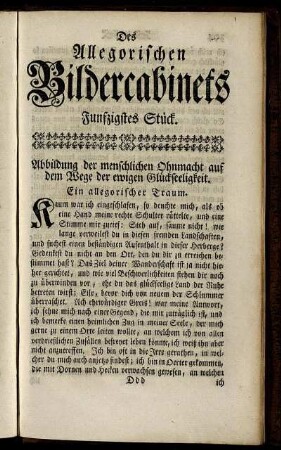 Des
Allegorischen
Bildercabinets
Funfzigstes Stück.
Abbildung der menschlichen Ohnmacht auf
dem Wege der ewigen Glückseeligkeit.
Ein allegorischer Traum.
Kaum war ich eingeschlafen, so deuchte mich, als ob
eine Hand meine rechte Schulter rüttelte, und eine
Stimme mir zurief: Steh auf, säume nicht! wie
lange verweilest du in diesen fremden Landschaften,
und suchest einen beständigen Aufenthalt in dieser Herberge?
Gedenkest du nicht an den Ort, den du zu erreichen be-
stimmet hast? Das Ziel deiner Wanderschaft ist ja nicht hie-
her gerichtet, und wie viel Beschwerlichkeiten stehen dir noch
zu überwinden vor, ehe du das glückseelige Land der Ruhe
betreten wirst; Eile, bevor dich von neuem der Schlummer
überraschet. Ach ehrwürdiger Greis! war meine Antwort,
ich sehne mich nach einer Gegend, die mir zuträglich ist, und
ich bemerke einen heimlichen Zug in meiner Seele, der mich
gerne zu einem Orte leiten wollte, an welchem ich von allen
verdrießlichen Zufällen befreyet leben könne, ich weiß ihn aber
nicht anzutreffen. Ich bin oft in die Irre gerathen, in wel-
cher du mich auch anjetzo findest; ich bin in Oerter gekommen,
die mit Dornen und Hecken verwachsen gewesen, an welchen
Ddd
ich